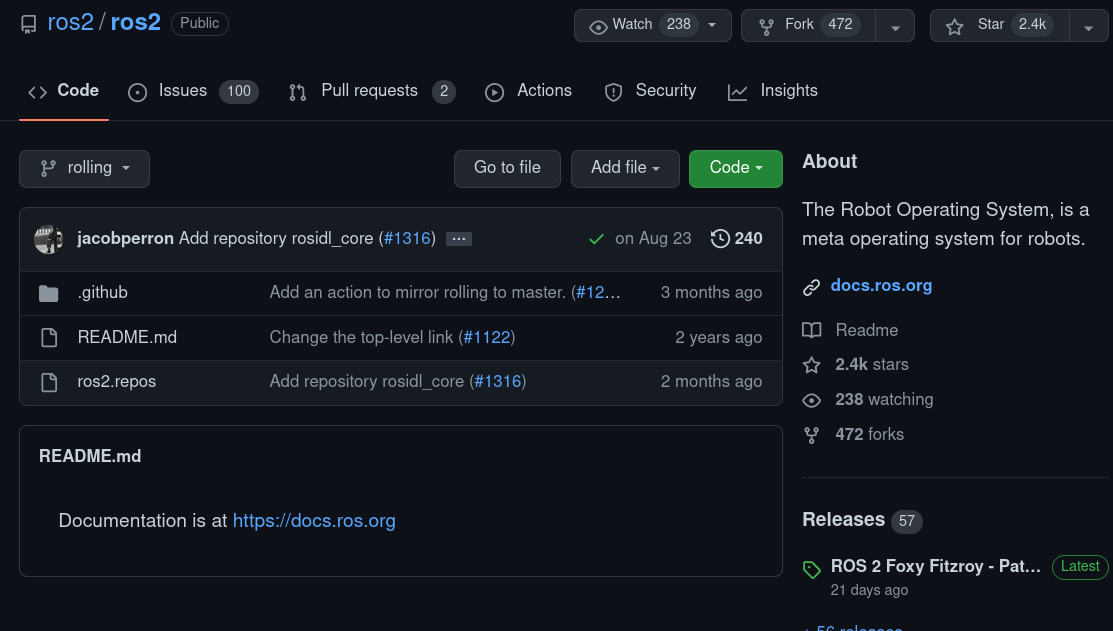 ros2 / ros2 Public
Watch 238 Fork 472 Star 2.4k
Code Issues 100 Pull requests 2 Actions Security Insights
rolling Go to file Add file Code
jacobperron Add repository rosidl_core (#1316) ... on Aug 23 240
.github Add an action to mirror rolling to master. (#12… 3 months ago
README.md Change the top-level link (#1122) 2 years ago
ros2.repos Add repository rosidl_core (#1316) 2 months ago
README.md
Documentation is at https://docs.ros.org
About
The Robot Operating System, is a
meta operating system for robots.
docs.ros.org
Readme
2.4k stars
238 watching
472 forks
Releases 57
ROS 2 Foxy Fitzroy - Pat… Latest
21 days ago
+ 56 releases